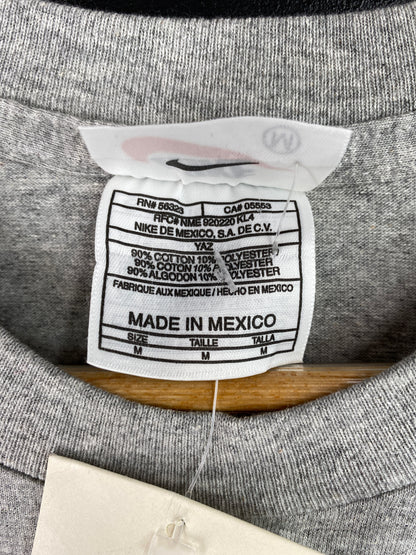 M
RN# 56323 CA# 05553
RFC# NME 920220 KL4
NIKE DE MEXICO, S.A. DE C.V.
YAZ
90% COTTON 10% POLYESTER
90% COTON 10% POLYESTER
90% ALGODON 10% POLYESTER
FABRIQUE AUX MEXIQUE / HECHO EN MEXICO
MADE IN MEXICO
SIZE TAILLE TALLA
M M M